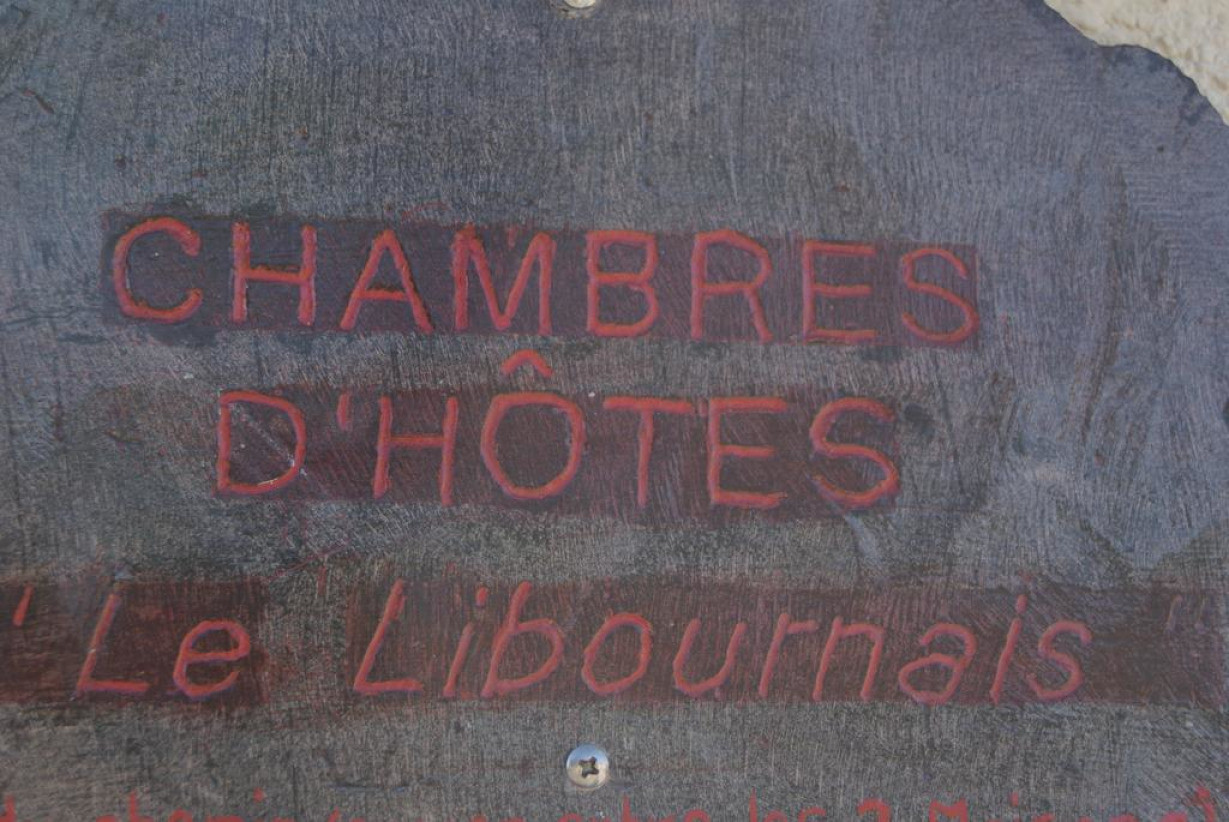 CHAMBRES
D'HÔTES
"Le Libournais"